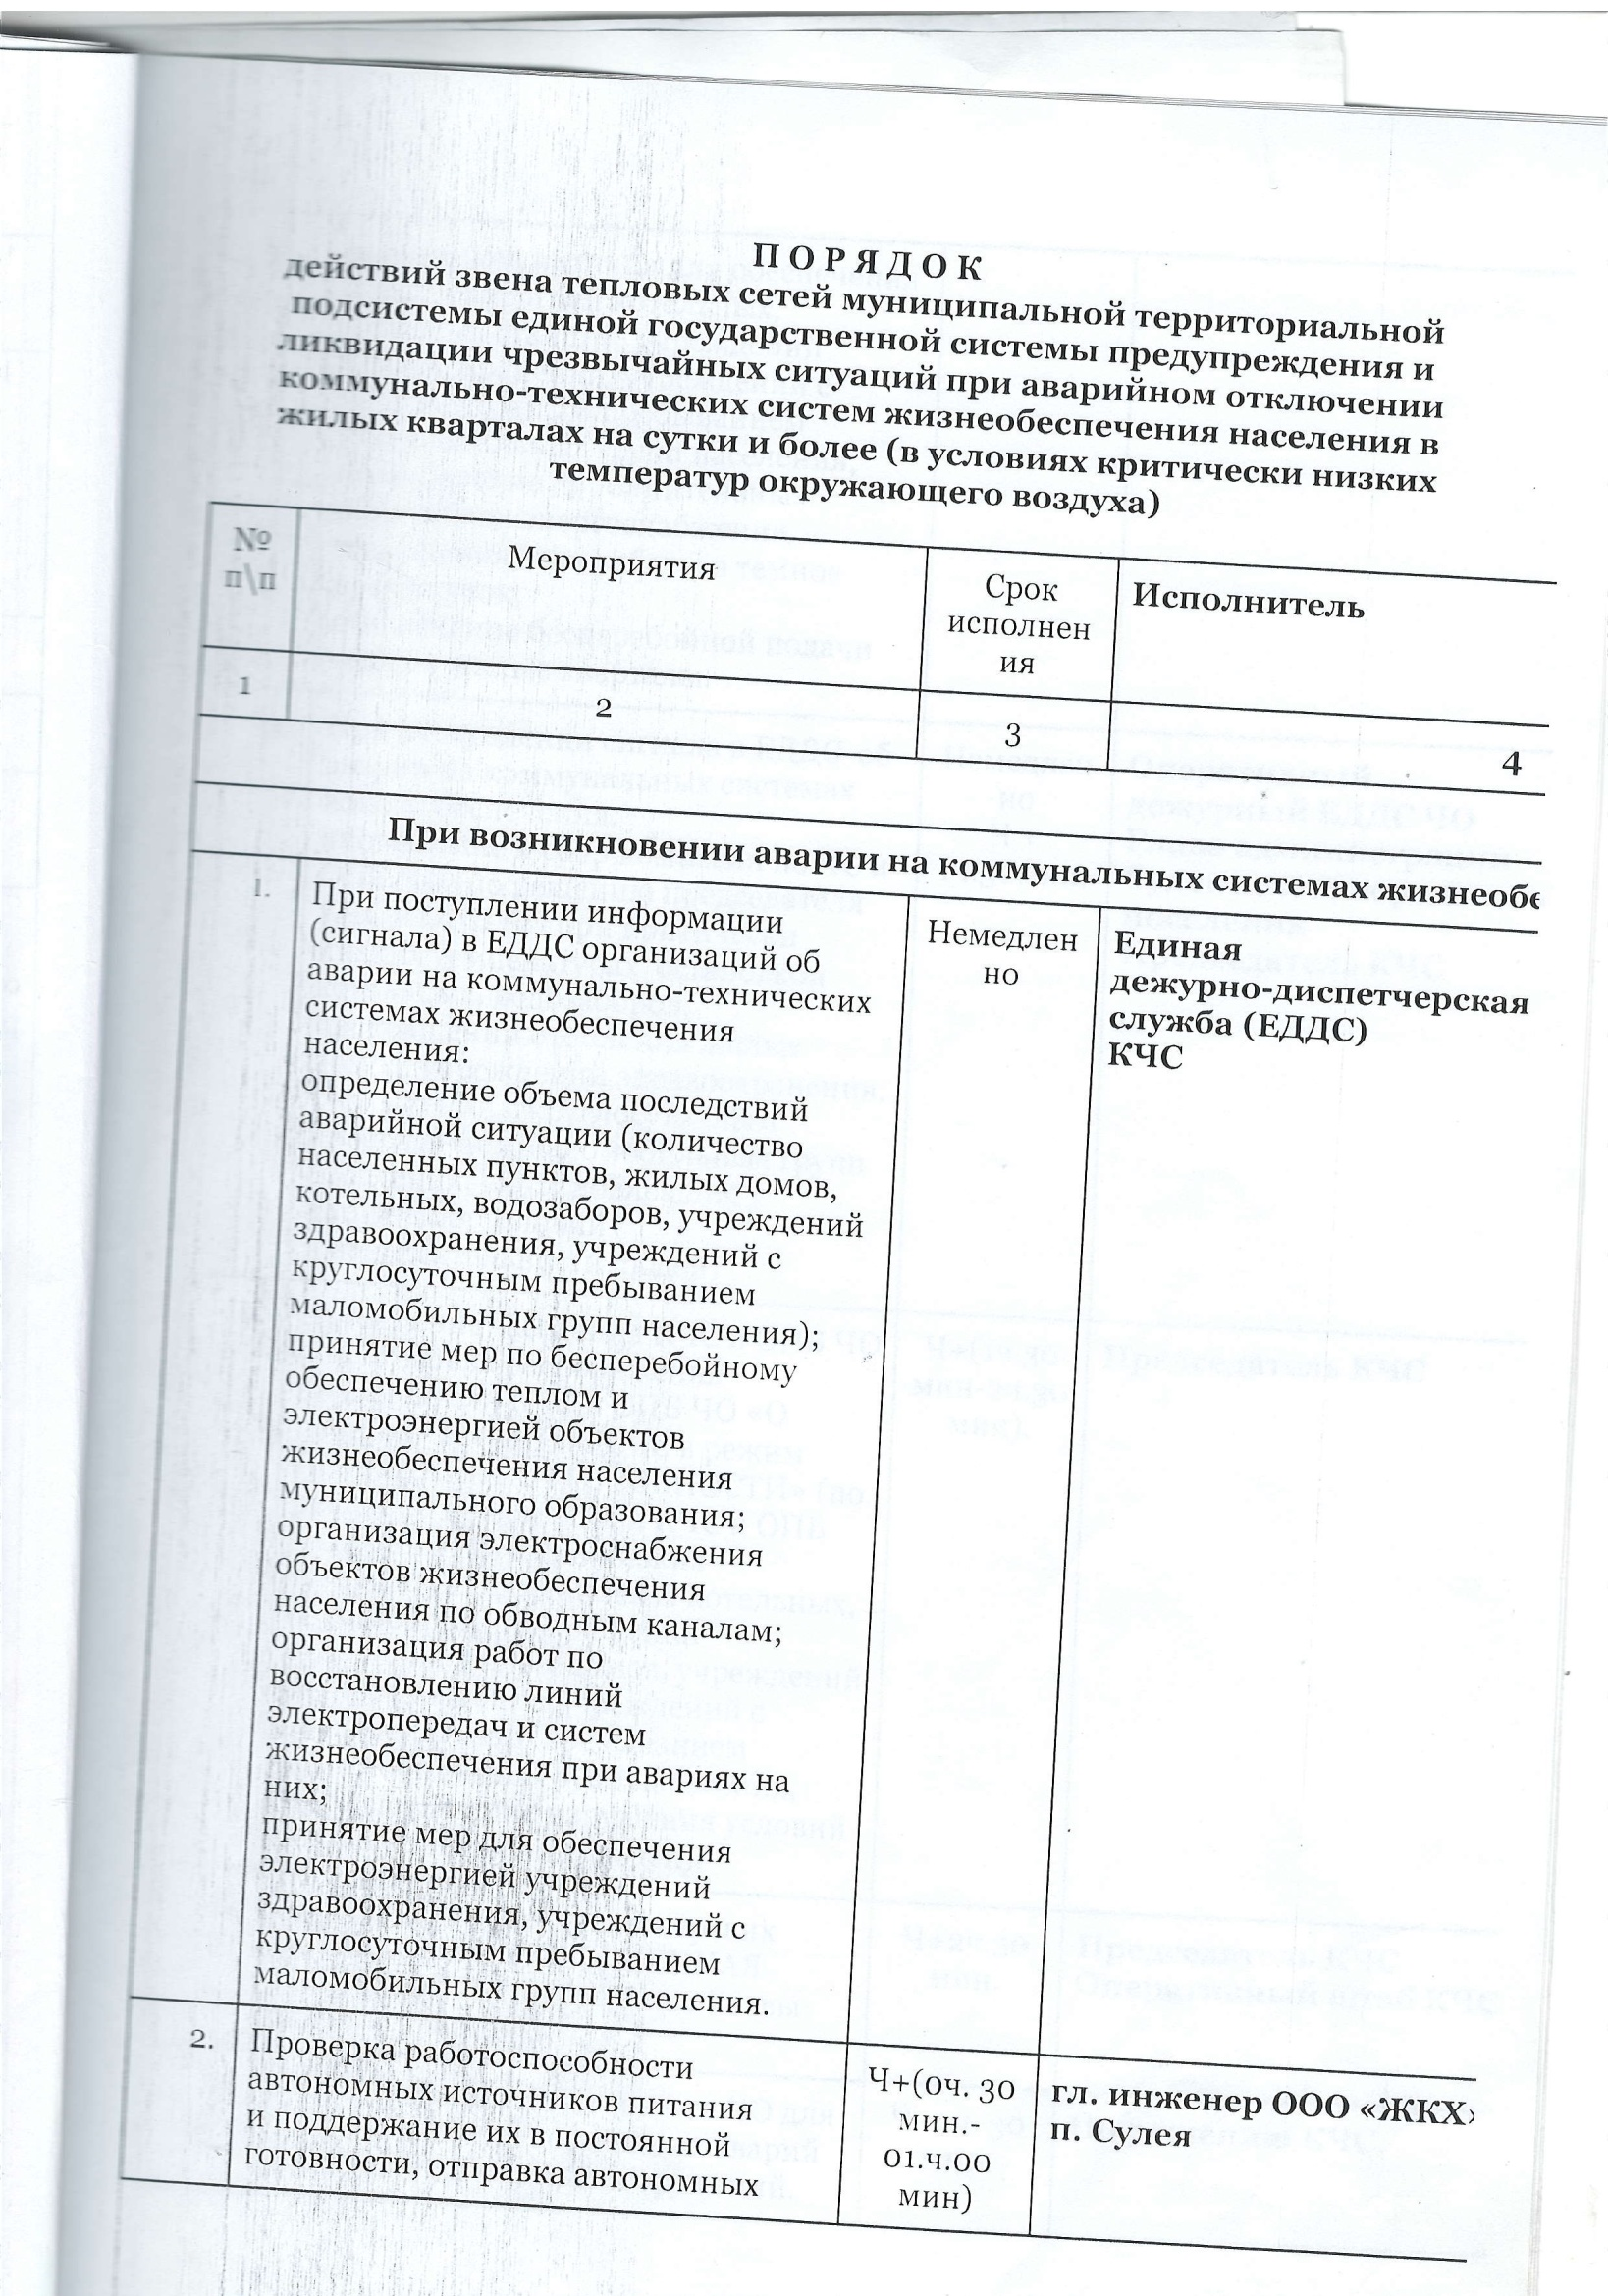 П О Р Я Д О К
действий звена тепловых сетей муниципальной территориальной
подсистемы единой государственной системы предупреждения и
ликвидации чрезвычайных ситуаций при аварийном отключении
коммунально-технических систем жизнеобеспечения населения в
жилых кварталах на сутки и более (в условиях критически низких
температур окружающего воздуха)
№
п\п
Мероприятия
Срок
исполнен
ия
Исполнитель
1
2
3
4
При возникновении аварии на коммунальных системах жизнеобе
1.
При поступлении информации
(сигнала) в ЕДДС организаций об
аварии на коммунально-технических
системах жизнеобеспечения
населения:
определение объема последствий
аварийной ситуации (количество
населенных пунктов, жилых домов,
котельных, водозаборов, учреждений
здравоохранения, учреждений с
круглосуточным пребыванием
маломобильных групп населения);
принятие мер по бесперебойному
обеспечению теплом и
электроэнергией объектов
жизнеобеспечения населения
муниципального образования;
организация электроснабжения
объектов жизнеобеспечения
населения по обводным каналам;
организация работ по
восстановлению линий
электропередач и систем
жизнеобеспечения при авариях на
них;
принятие мер для обеспечения
электроэнергией учреждений
здравоохранения, учреждений с
круглосуточным пребыванием
маломобильных групп населения.
Немедлен
но
Единая
дежурно-диспетчерская
служба (ЕДДС)
КЧС
2.
Проверка работоспособности
автономных источников питания
и поддержание их в постоянной
готовности, отправка автономных
Ч+(0ч. 30
мин.-
01.ч.00
мин)
гл. инженер ООО «ЖКХ»
п. Сулея